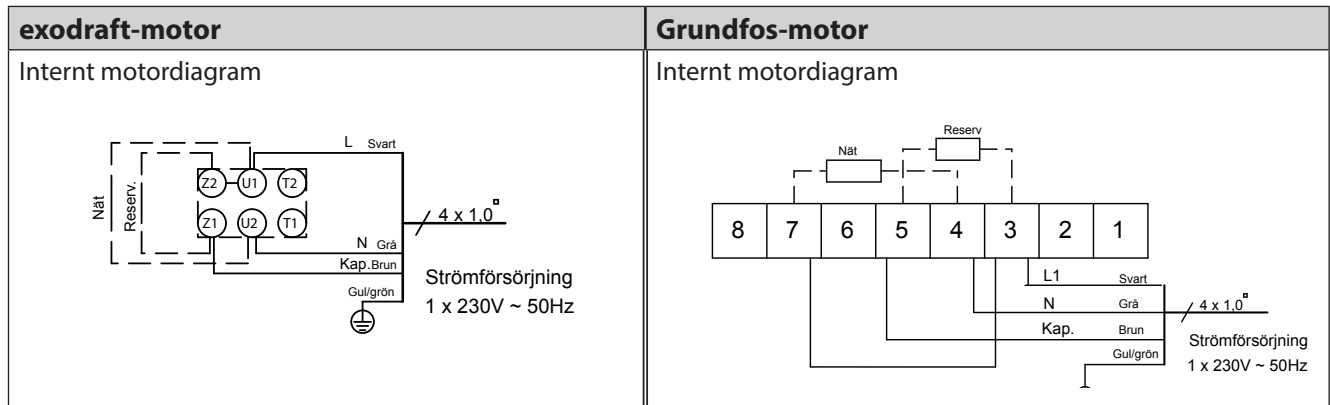 exodraft-motor
Internt motordiagram
L Svart
Z2 U1 T2
Z1 U2 T1
Nät
Reserv.
4 x 1,0
N Grå
Kap. Brun
Gul/grön
Strömförsörjning
1 x 230V ~ 50Hz
Grundfos-motor
Internt motordiagram
Reserv
Nät
8 7 6 5 4 3 2 1
L1 Svart
N Grå
Kap. Brun
Gul/grön
4 x 1,0
Strömförsörjning
1 x 230V ~ 50Hz